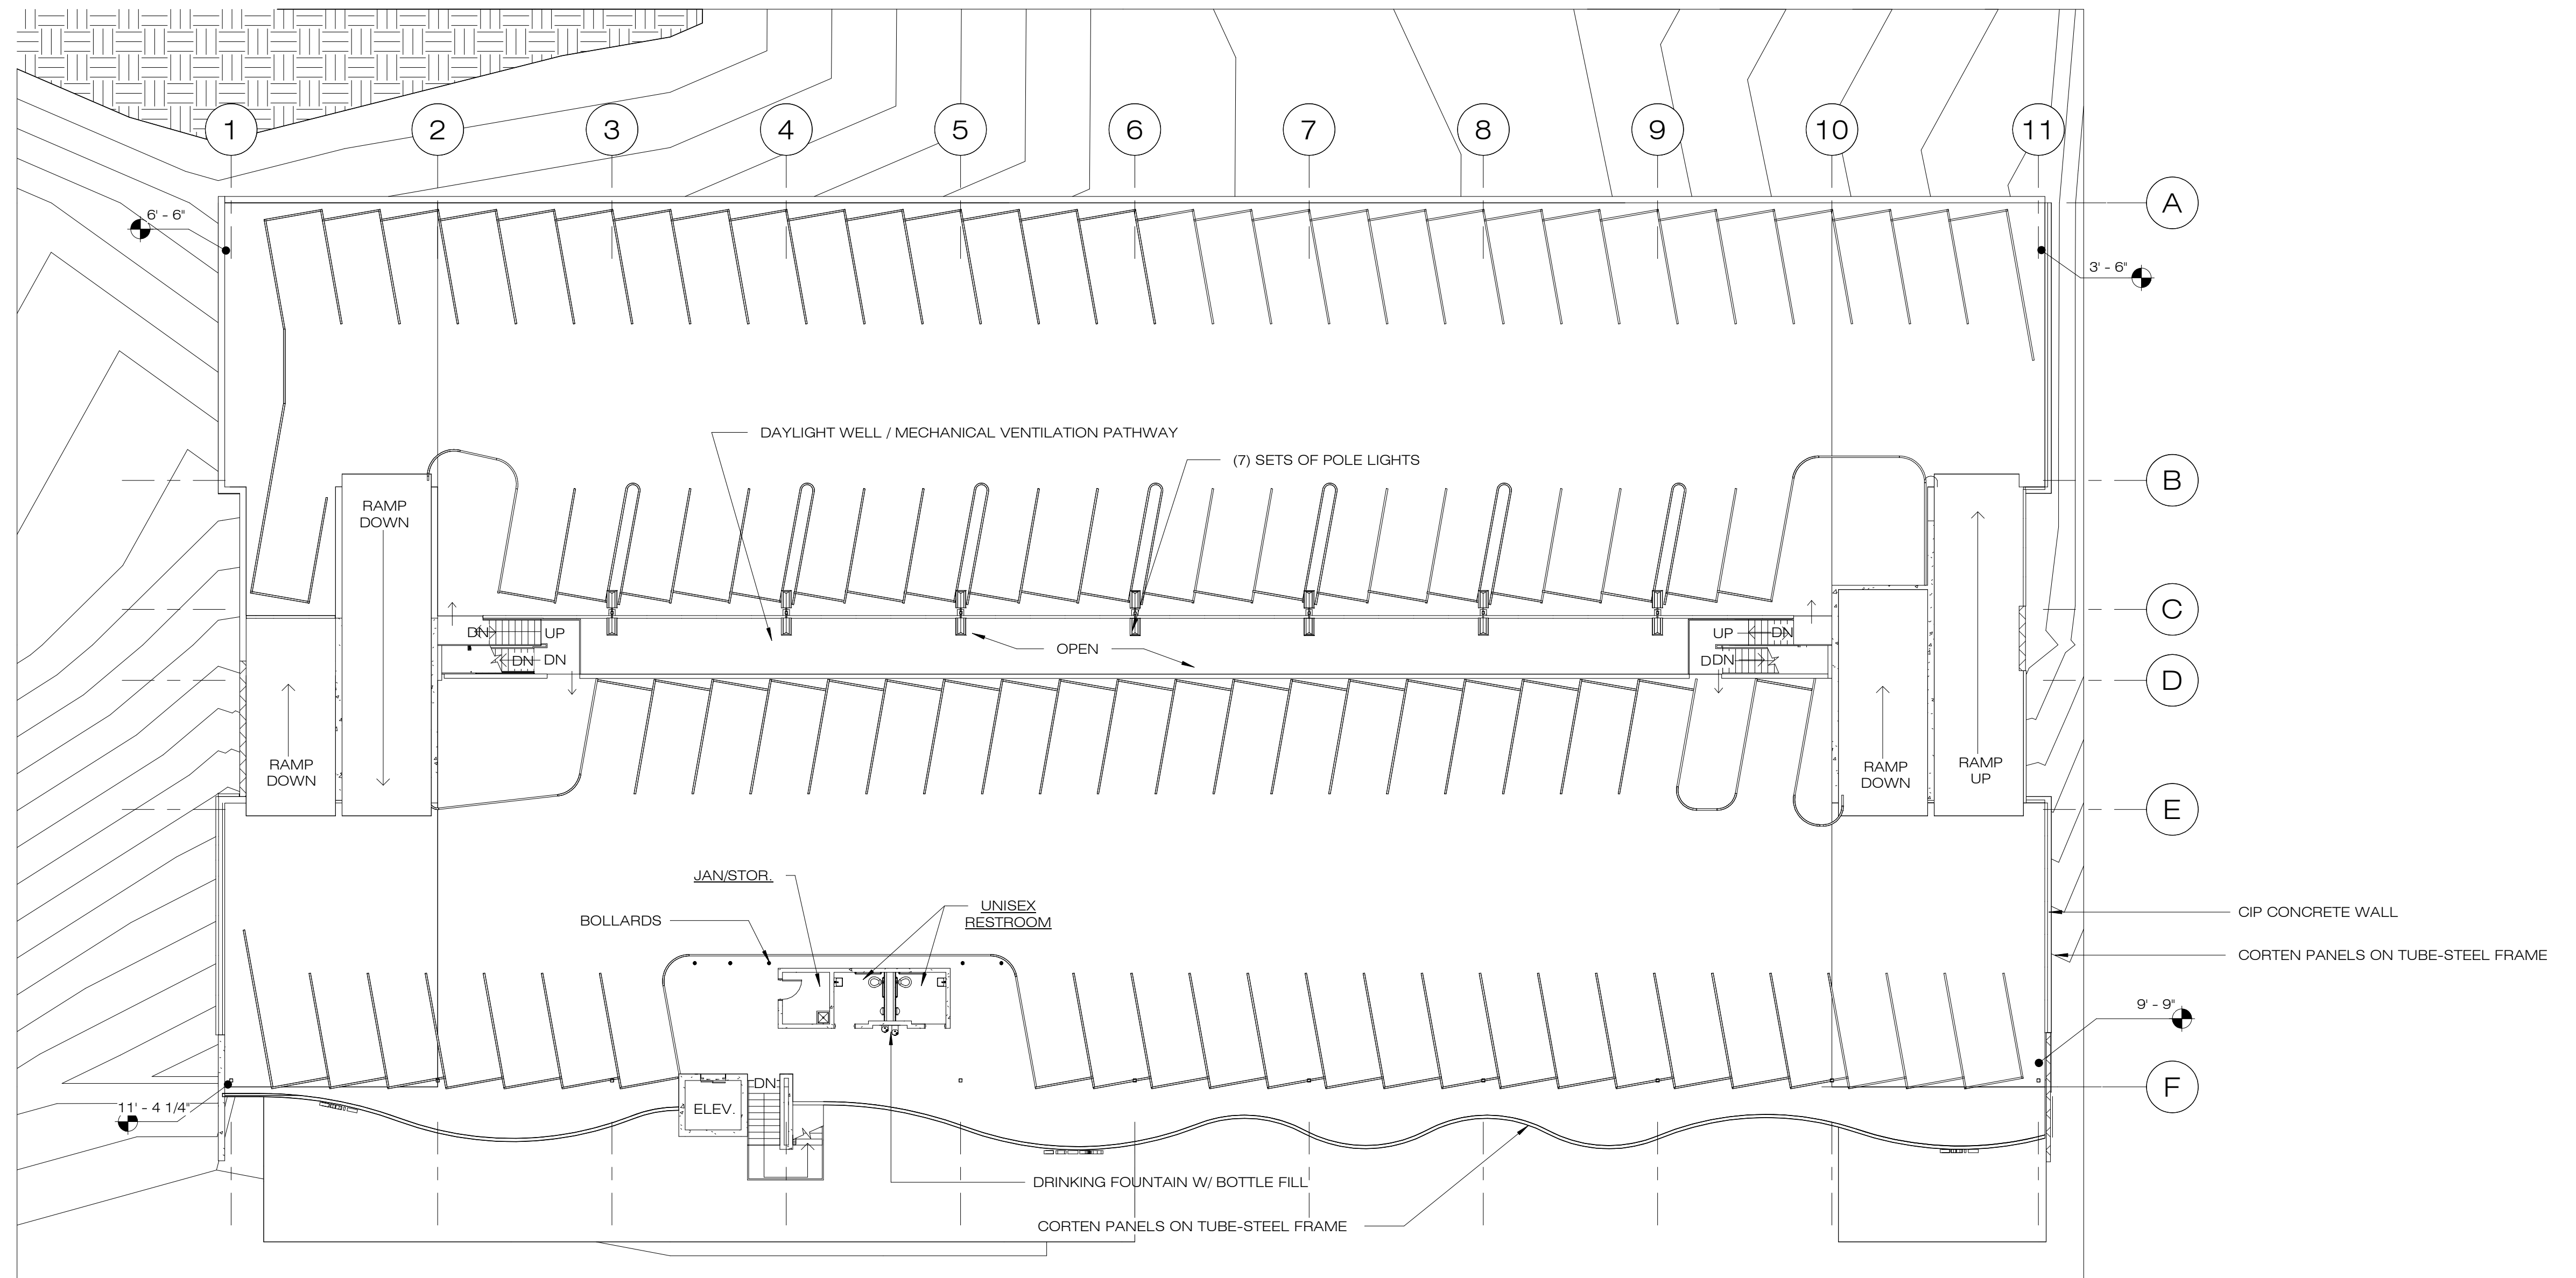 1
2
3
4
5
6
7
8
9
10
11
A
6' - 6"
3' - 6"
DAYLIGHT WELL / MECHANICAL VENTILATION PATHWAY
(7) SETS OF POLE LIGHTS
B
RAMP
DOWN
C
DN
UP
UP
DN
OPEN
DN
DN
D
DN
D
RAMP
DOWN
RAMP
DOWN
RAMP
UP
E
JAN/STOR.
UNISEX
RESTROOM
BOLLARDS
CIP CONCRETE WALL
CORTEN PANELS ON TUBE-STEEL FRAME
9' - 9"
DN
F
11' - 4 1/4"
ELEV.
DRINKING FOUNTAIN W/ BOTTLE FILL
CORTEN PANELS ON TUBE-STEEL FRAME